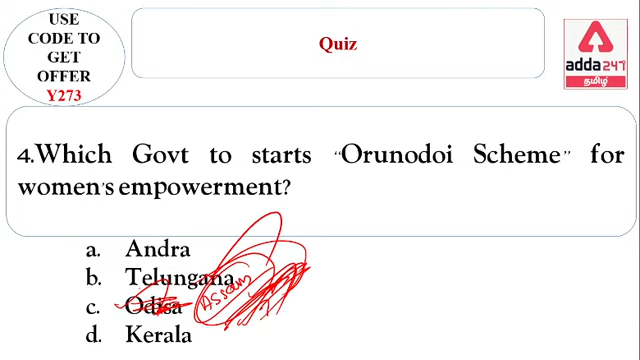 USE
CODE TO
GET
OFFER
Y273
Quiz
adda247
தமிழ்
4.Which Govt to starts “Orunodoi Scheme” for
women's empowerment?
a. Andra
b. Telungana
c. Odisa
Assam
d. Kerala